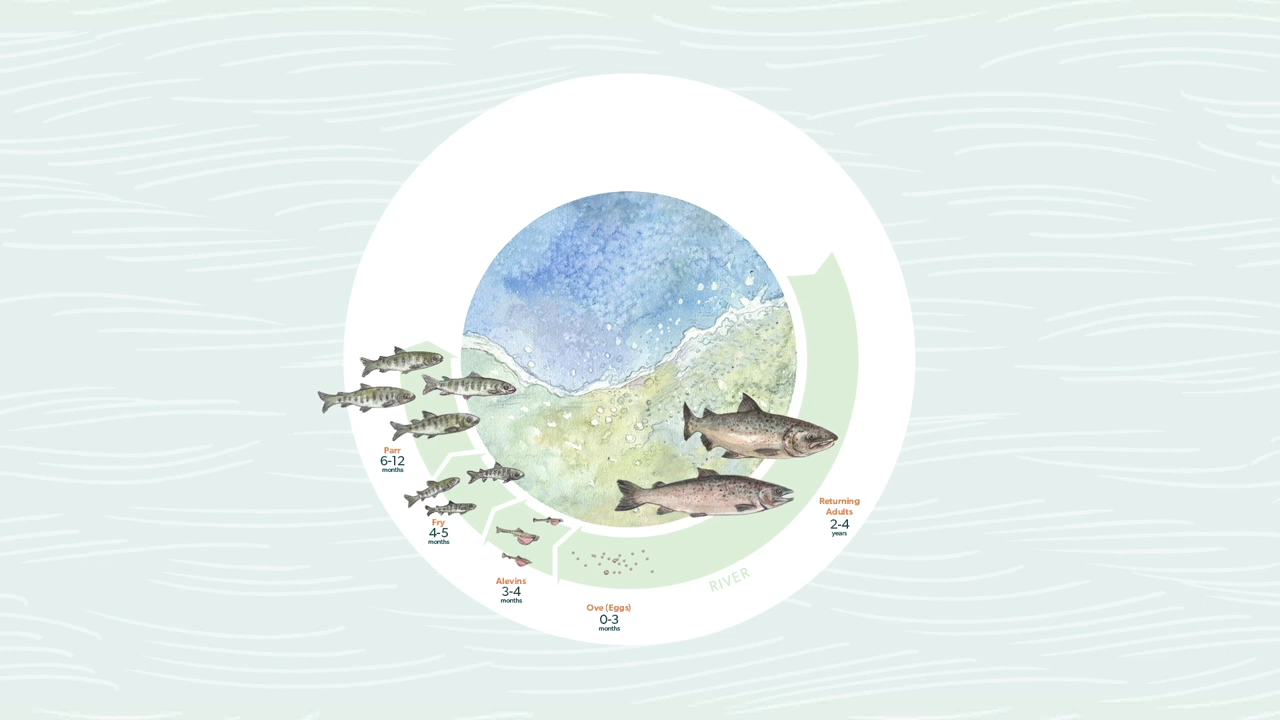 Parr
6-12
months
Fry
4-5
months
Alevins
3-4
months
Ove (Eggs)
0-3
months
RIVER
Returning
Adults
2-4
years